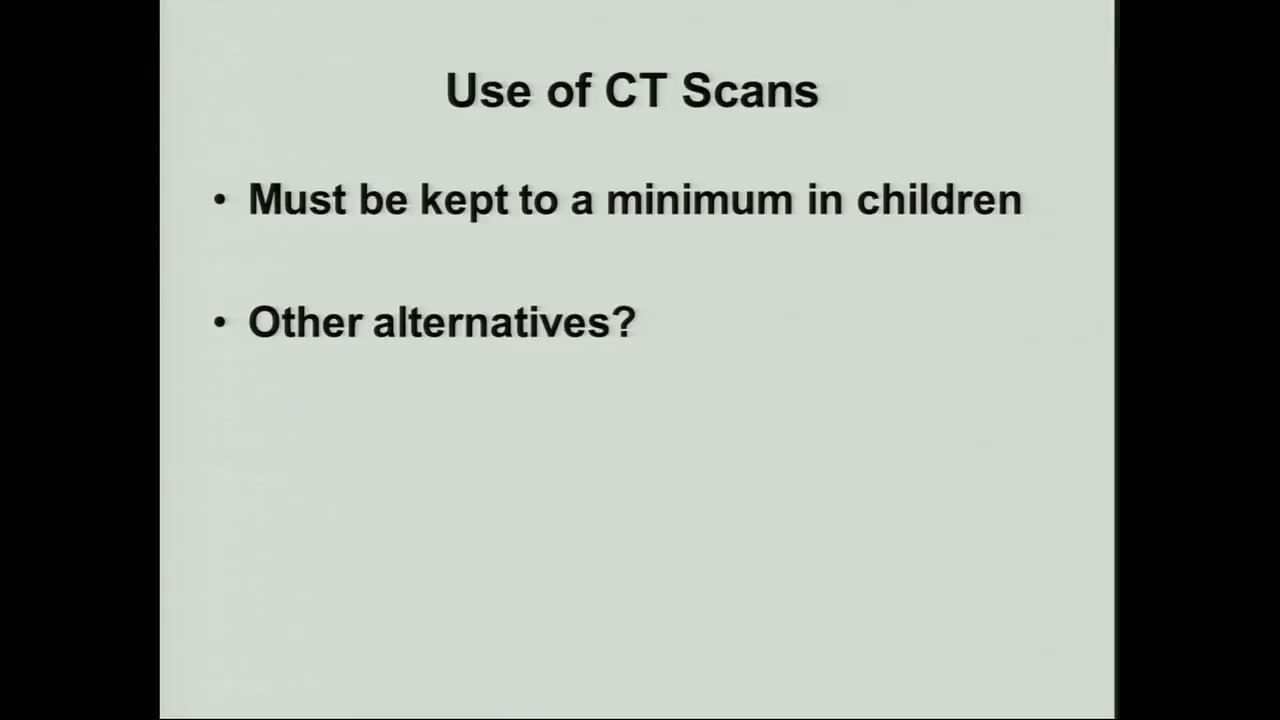 Use of CT Scans
• Must be kept to a minimum in children
• Other alternatives?